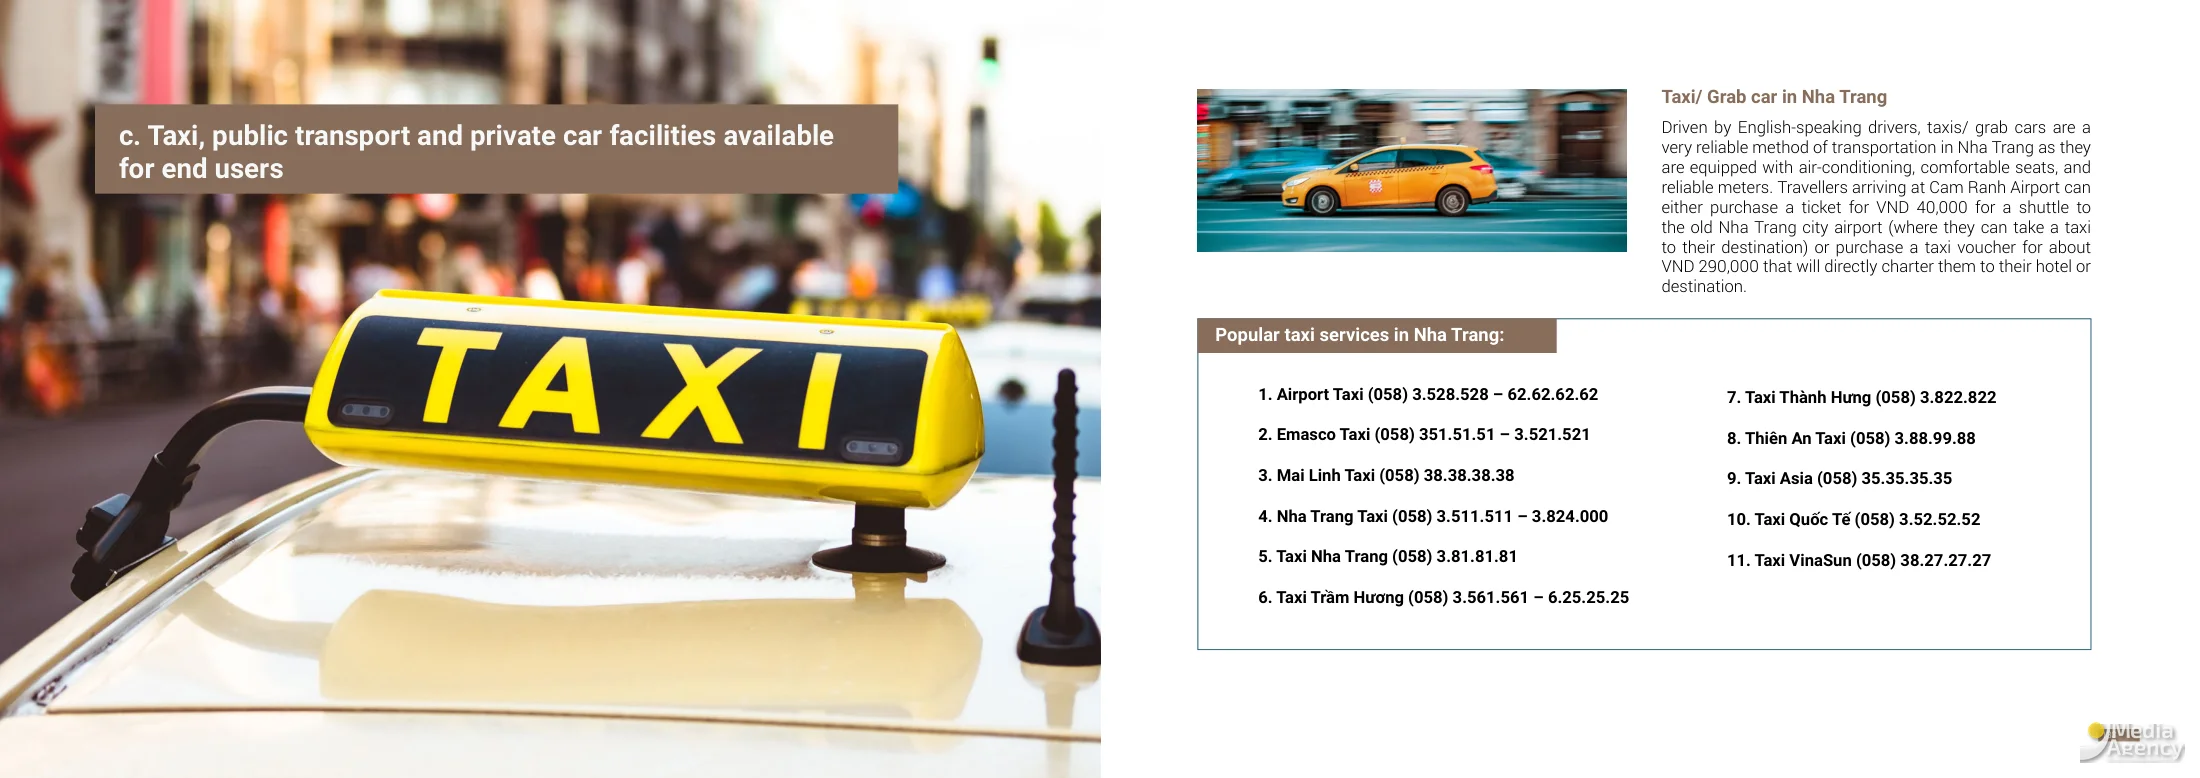 c. Taxi, public transport and private car facilities available
for end users
TAXI
Taxi/ Grab car in Nha Trang
Driven by English-speaking drivers, taxis/ grab cars are a
very reliable method of transportation in Nha Trang as they
are equipped with air-conditioning, comfortable seats, and
reliable meters. Travellers arriving at Cam Ranh Airport can
either purchase a ticket for VND 40,000 for a shuttle to
the old Nha Trang city airport (where they can take a taxi
to their destination) or purchase a taxi voucher for about
VND 290,000 that will directly charter them to their hotel or
destination.
Popular taxi services in Nha Trang:
1. Airport Taxi (058) 3.528.528 – 62.62.62.62
2. Emasco Taxi (058) 351.51.51 – 3.521.521
3. Mai Linh Taxi (058) 38.38.38.38
4. Nha Trang Taxi (058) 3.511.511 – 3.824.000
5. Taxi Nha Trang (058) 3.81.81.81
6. Taxi Trầm Hương (058) 3.561.561 – 6.25.25.25
7. Taxi Thành Hưng (058) 3.822.822
8. Thiên An Taxi (058) 3.88.99.88
9. Taxi Asia (058) 35.35.35.35
10. Taxi Quốc Tế (058) 3.52.52.52
11. Taxi VinaSun (058) 38.27.27.27
Media
Agency